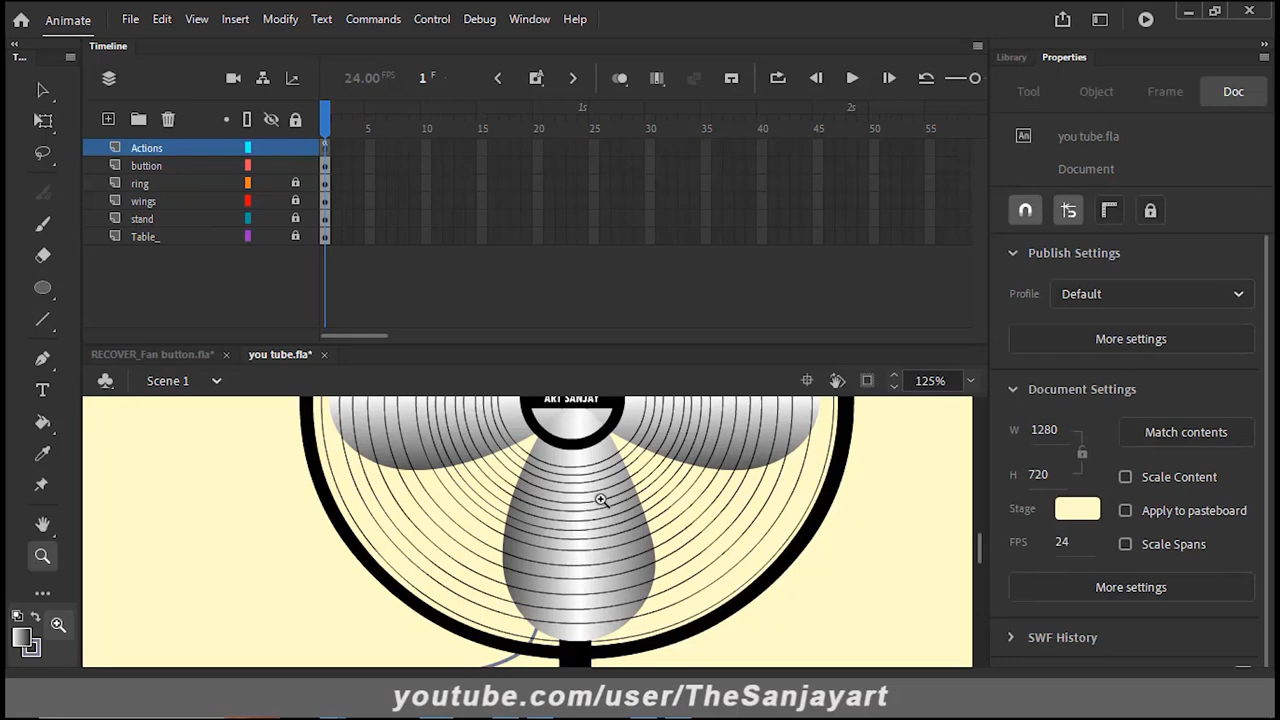 Animate File Edit View Insert Modify Text Commands Control Debug Window Help
T... Timeline Library Properties
24.00 FPS 1 F
Tool Object Frame Doc
1s 2s
5 10 15 20 25 30 35 40 45 50 55
An you tube.fla
Document
Actions
buttion
ring
wings
stand
Table_
Publish Settings
Profile Default
More settings
RECOVER_Fan button.fla* × you tube.fla* ×
Scene 1 125%
Document Settings
W 1280 Match contents
H 720 Scale Content
Stage Apply to pasteboard
FPS 24 Scale Spans
More settings
SWF History
ART SANJAY
youtube.com/user/TheSanjayart